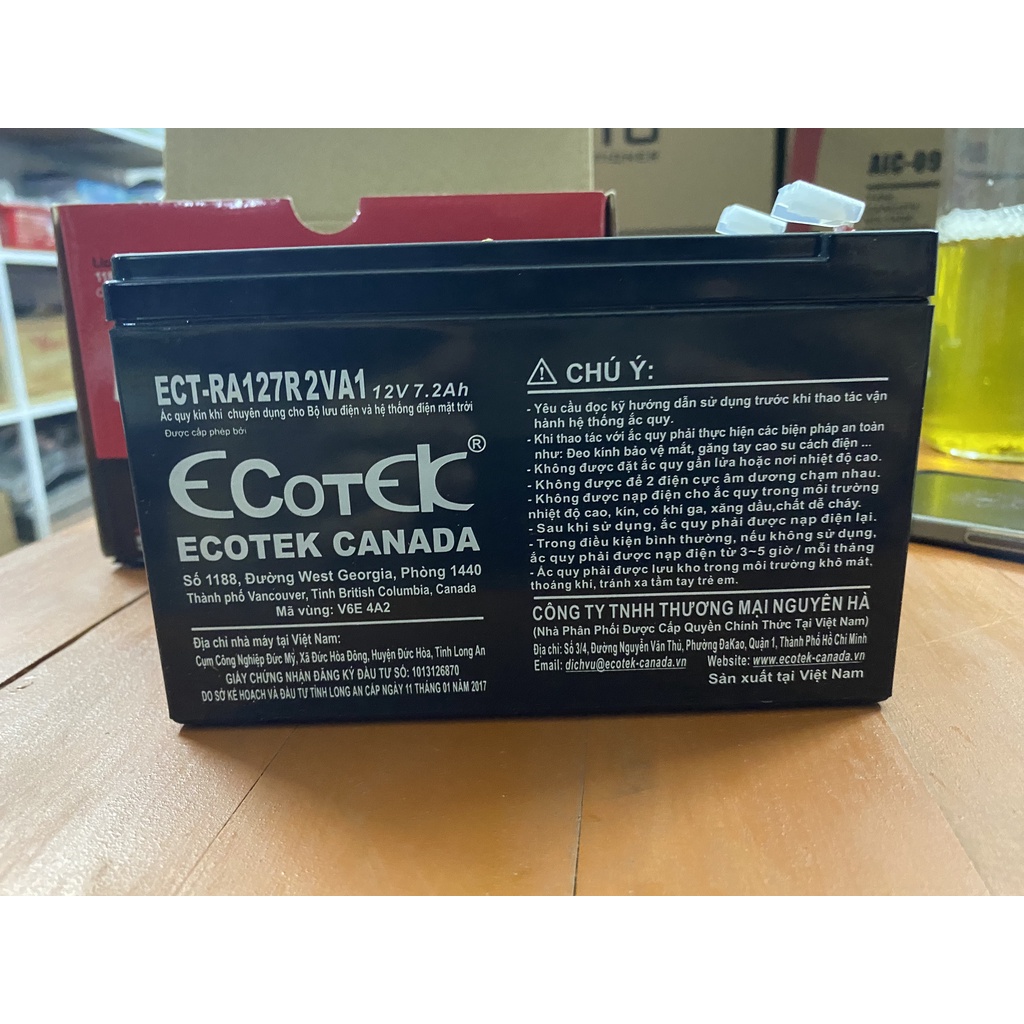 TIONER
AIC-09
ECT-RA127R2VA1 12V 7.2Ah
Ắc quy kín khí chuyên dụng cho Bộ lưu điện và hệ thống điện mặt trời
Được cấp phép bởi
ECOTEK®
ECOTEK CANADA
Số 1188, Đường West Georgia, Phòng 1440
Thành phố Vancouver, Tỉnh British Columbia, Canada
Mã vùng: V6E 4A2
Địa chỉ nhà máy tại Việt Nam:
Cụm Công Nghiệp Đức Mỹ, Xã Đức Hòa Đông, Huyện Đức Hòa, Tỉnh Long An
GIẤY CHỨNG NHẬN ĐĂNG KÝ ĐẦU TƯ SỐ: 1013126870
DO SỞ KẾ HOẠCH VÀ ĐẦU TƯ TỈNH LONG AN CẤP NGÀY 11 THÁNG 01 NĂM 2017
CHÚ Ý:
- Yêu cầu đọc kỹ hướng dẫn sử dụng trước khi thao tác vận
hành hệ thống ắc quy.
- Khi thao tác với ắc quy phải thực hiện các biện pháp an toàn
như: Đeo kính bảo vệ mắt, găng tay cao su cách điện ...
- Không được đặt ắc quy gần lửa hoặc nơi nhiệt độ cao.
- Không được để 2 điện cực âm dương chạm nhau.
- Không được nạp điện cho ắc quy trong môi trường
nhiệt độ cao, kín, có khí ga, xăng dầu,chất dễ cháy.
- Sau khi sử dụng, ắc quy phải được nạp điện lại.
- Trong điều kiện bình thường, nếu không sử dụng,
ắc quy phải được nạp điện từ 3~5 giờ / mỗi tháng
- Ắc quy phải được lưu kho trong môi trường khô mát,
thoáng khí, tránh xa tầm tay trẻ em.
CÔNG TY TNHH THƯƠNG MẠI NGUYÊN HÀ
(Nhà Phân Phối Được Cấp Quyền Chính Thức Tại Việt Nam)
Địa chỉ: Số 3/4, Đường Nguyễn Văn Thủ, Phường ĐaKao, Quận 1, Thành Phố Hồ Chí Minh
Email: dichvu@ecotek-canada.vn Website: www.ecotek-canada.vn
Sản xuất tại Việt Nam